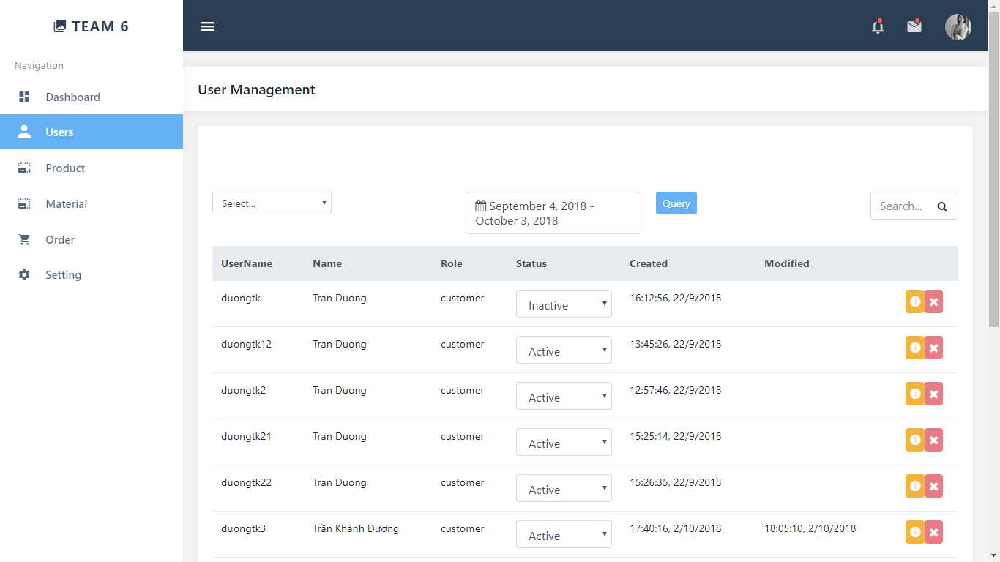 TEAM 6
Navigation
Dashboard
Users
Product
Material
Order
Setting
User Management
Select...
September 4, 2018 -
October 3, 2018
Query
Search...
UserName Name Role Status Created Modified
duongtk Tran Duong customer Inactive 16:12:56, 22/9/2018
duongtk12 Tran Duong customer Active 13:45:26, 22/9/2018
duongtk2 Tran Duong customer Active 12:57:46, 22/9/2018
duongtk21 Tran Duong customer Active 15:25:14, 22/9/2018
duongtk22 Tran Duong customer Active 15:26:35, 22/9/2018
duongtk3 Trần Khánh Dương customer Active 17:40:16, 2/10/2018 18:05:10, 2/10/2018